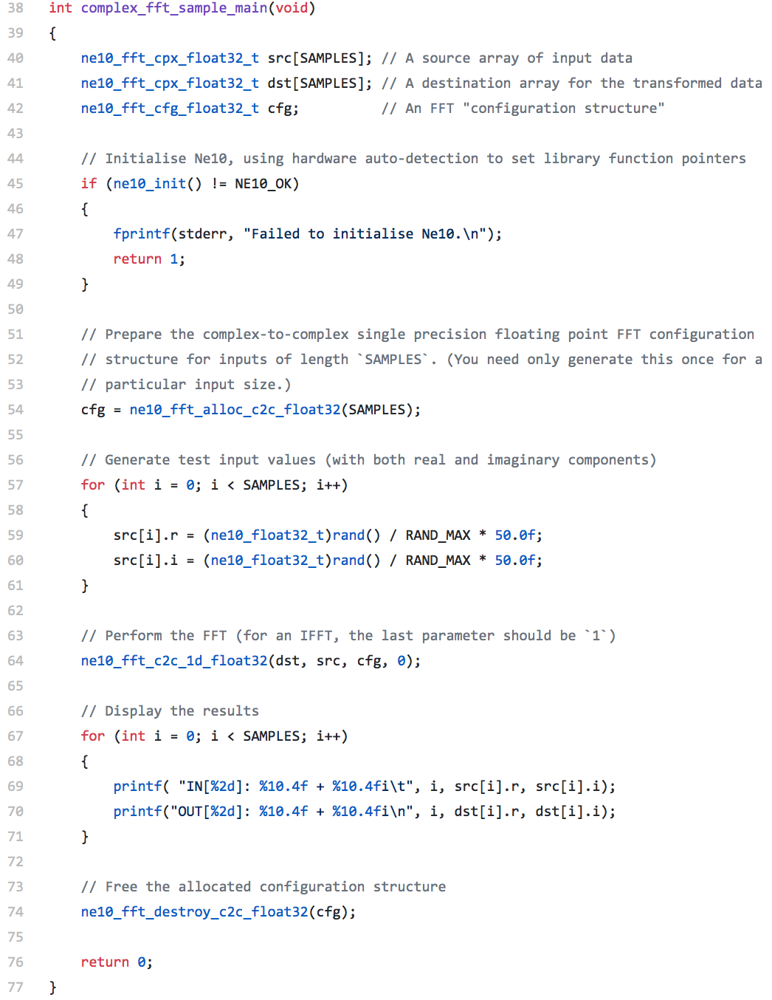 38 int complex_fft_sample_main(void)
39 {
40     ne10_fft_cpx_float32_t src[SAMPLES]; // A source array of input data
41     ne10_fft_cpx_float32_t dst[SAMPLES]; // A destination array for the transformed data
42     ne10_fft_cfg_float32_t cfg;          // An FFT "configuration structure"
43
44     // Initialise Ne10, using hardware auto-detection to set library function pointers
45     if (ne10_init() != NE10_OK)
46     {
47         fprintf(stderr, "Failed to initialise Ne10.\n");
48         return 1;
49     }
50
51     // Prepare the complex-to-complex single precision floating point FFT configuration
52     // structure for inputs of length `SAMPLES`. (You need only generate this once for a
53     // particular input size.)
54     cfg = ne10_fft_alloc_c2c_float32(SAMPLES);
55
56     // Generate test input values (with both real and imaginary components)
57     for (int i = 0; i < SAMPLES; i++)
58     {
59         src[i].r = (ne10_float32_t)rand() / RAND_MAX * 50.0f;
60         src[i].i = (ne10_float32_t)rand() / RAND_MAX * 50.0f;
61     }
62
63     // Perform the FFT (for an IFFT, the last parameter should be `1`)
64     ne10_fft_c2c_1d_float32(dst, src, cfg, 0);
65
66     // Display the results
67     for (int i = 0; i < SAMPLES; i++)
68     {
69         printf( "IN[%2d]: %10.4f + %10.4fi\t", i, src[i].r, src[i].i);
70         printf("OUT[%2d]: %10.4f + %10.4fi\n", i, dst[i].r, dst[i].i);
71     }
72
73     // Free the allocated configuration structure
74     ne10_fft_destroy_c2c_float32(cfg);
75
76     return 0;
77 }